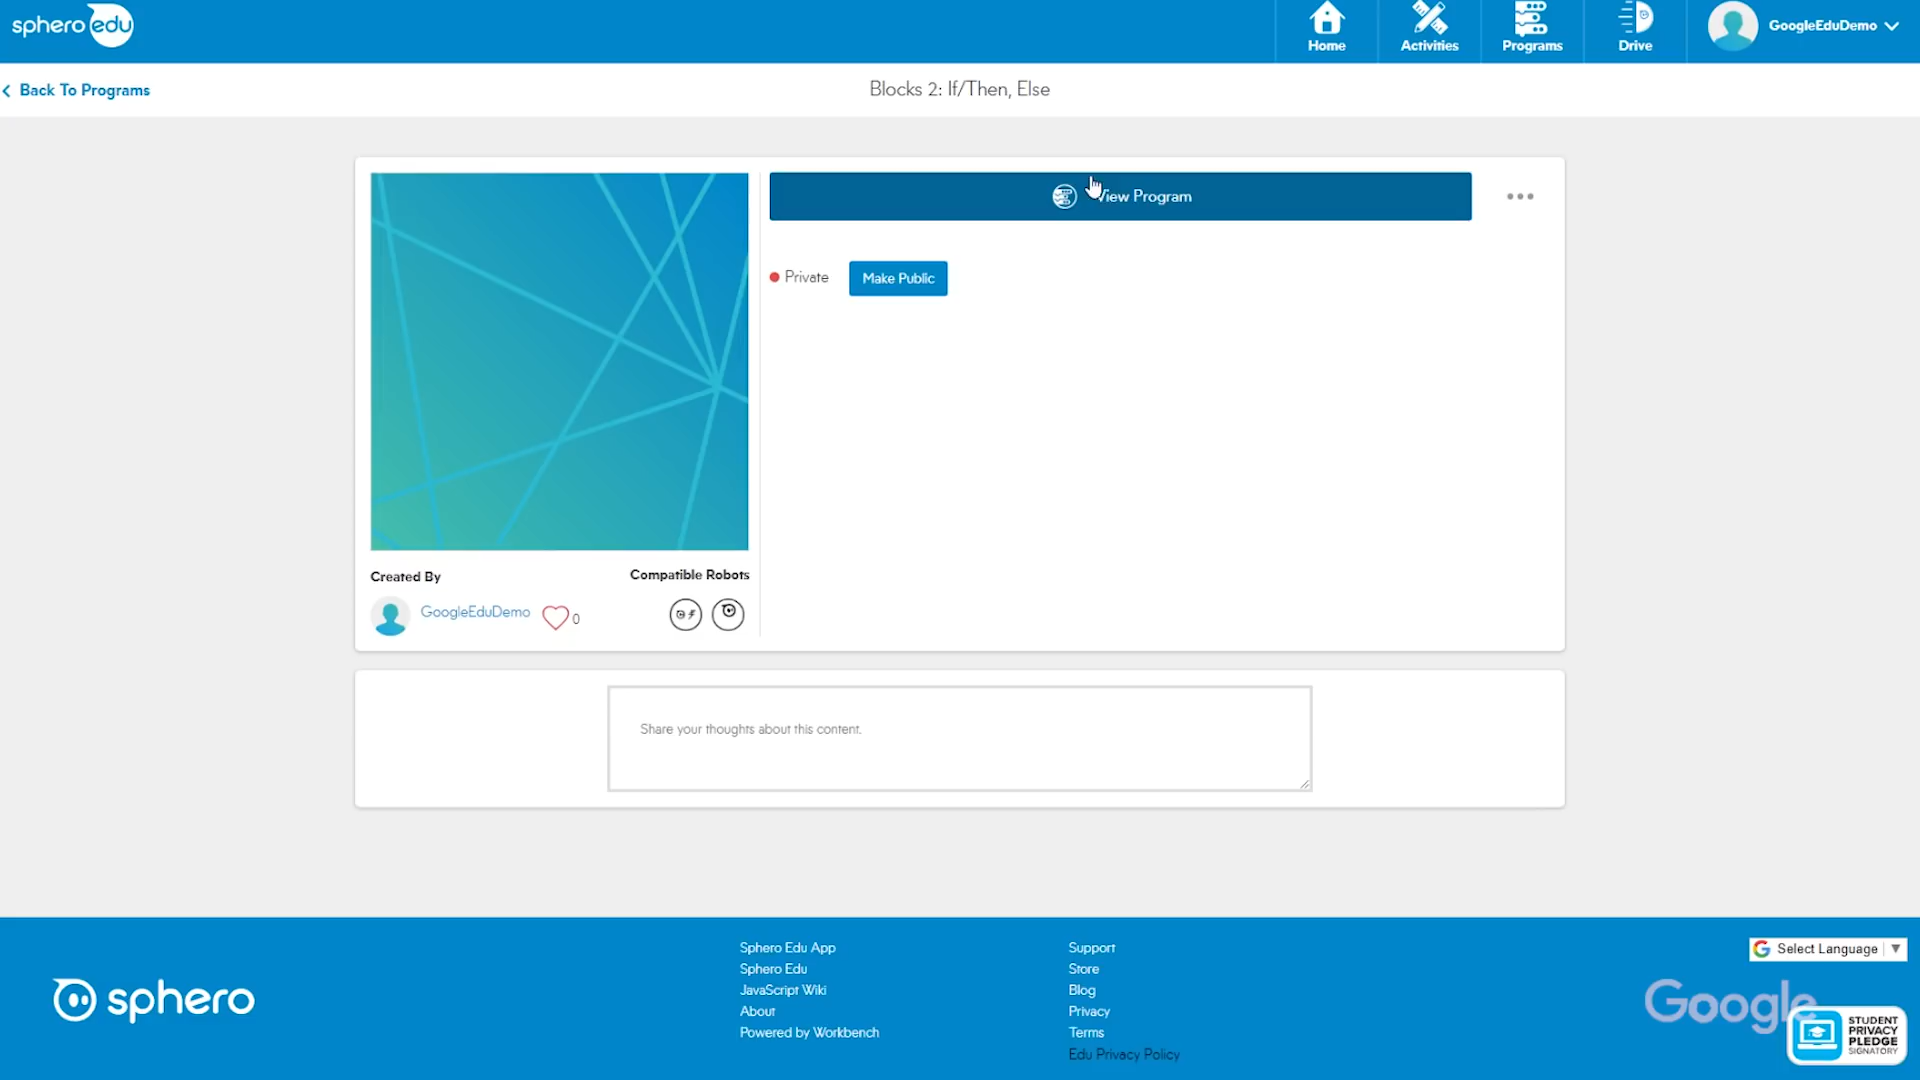 sphero edu
Home
Activities
Programs
Drive
GoogleEduDemo
Back To Programs
Blocks 2: If/Then, Else
View Program
Private
Make Public
Created By
Compatible Robots
GoogleEduDemo
0
Share your thoughts about this content.
sphero
Sphero Edu App
Sphero Edu
JavaScript Wiki
About
Powered by Workbench
Support
Store
Blog
Privacy
Terms
Edu Privacy Policy
Select Language
Google
STUDENT
PRIVACY
PLEDGE
SIGNATORY